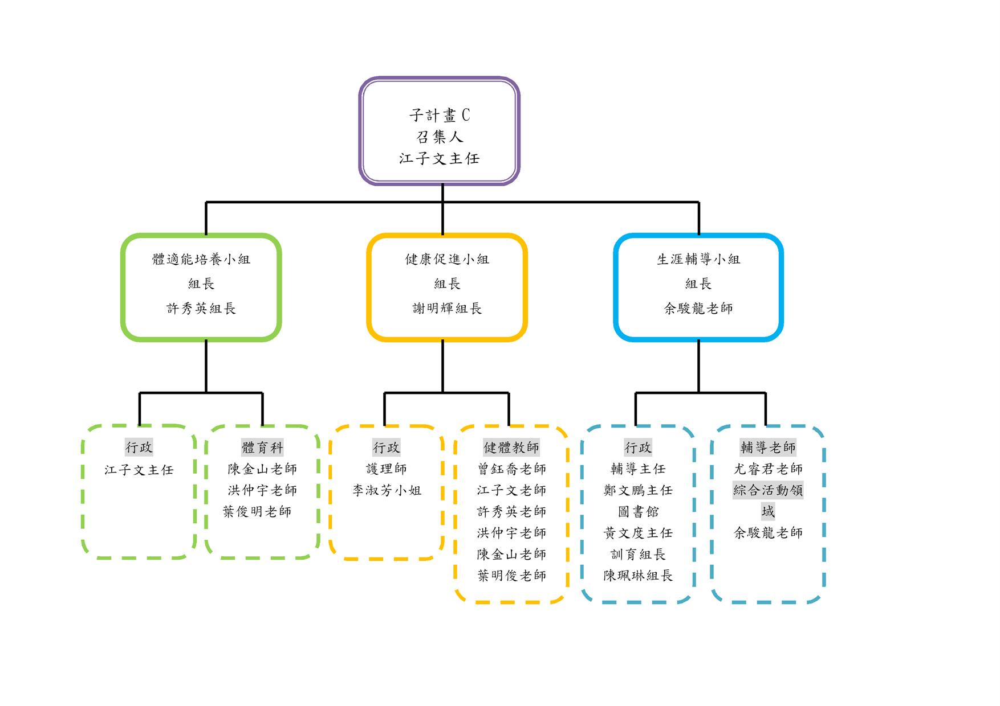 子計畫 C
召集人
江子文主任
體適能培養小組
組長
許秀英組長
健康促進小組
組長
謝明輝組長
生涯輔導小組
組長
余駿龍老師
行政
江子文主任
體育科
陳金山老師
洪仲宇老師
葉俊明老師
行政
護理師
李淑芳小姐
健體教師
曾鈺喬老師
江子文老師
許秀英老師
洪仲宇老師
陳金山老師
葉明俊老師
行政
輔導主任
鄭文鵬主任
圖書館
黃文度主任
訓育組長
陳珮琳組長
輔導老師
尤睿君老師
綜合活動領
域
余駿龍老師